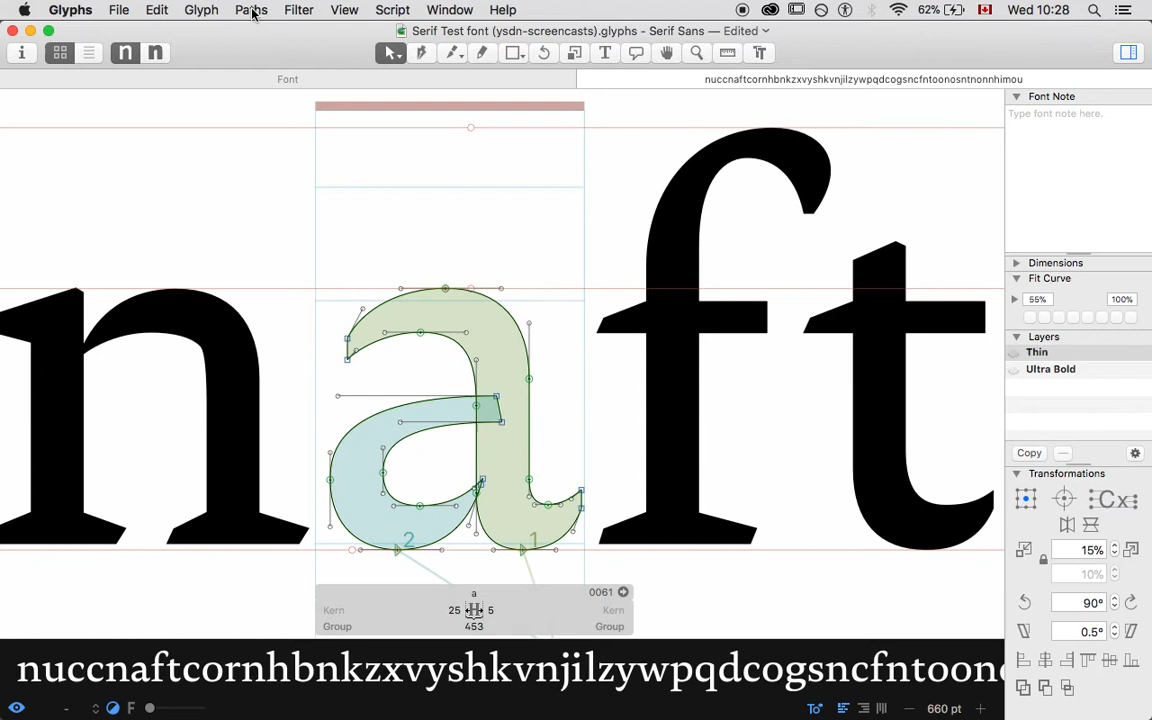 Glyphs File Edit Glyph Paths Filter View Script Window Help 62% Wed 10:28
Serif Test font (ysdn-screencasts).glyphs - Serif Sans — Edited
n n T
Font nuccnaftcornhbnkzxvyshkvnjilzywpqdcogsncfntoonosntnonnhimou
Font Note
Type font note here.
n a f t
Dimensions
Fit Curve
55% 100%
Layers
Thin
Ultra Bold
Copy
Transformations
2 1
15%
10%
90°
0.5°
a 0061
Kern 25 H 5 Kern
Group 453 Group
nuccnaftcornhbnkzxvyshkvnjilzywpqdcogsncfntoono
- F 660 pt